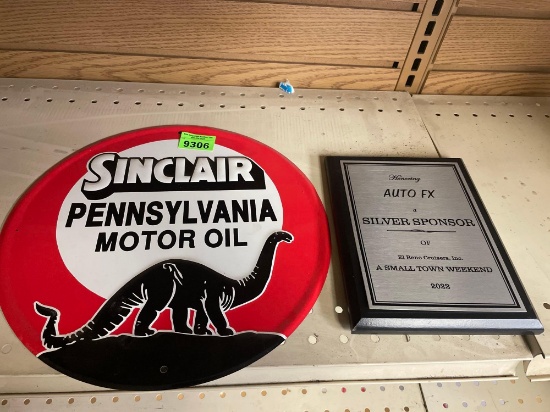 9306
SINCLAIR
PENNSYLVANIA
MOTOR OIL
Honoring
AUTO FX
a
SILVER SPONSOR
OF
El Reno Cruisers, Inc.
A SMALL TOWN WEEKEND
2022